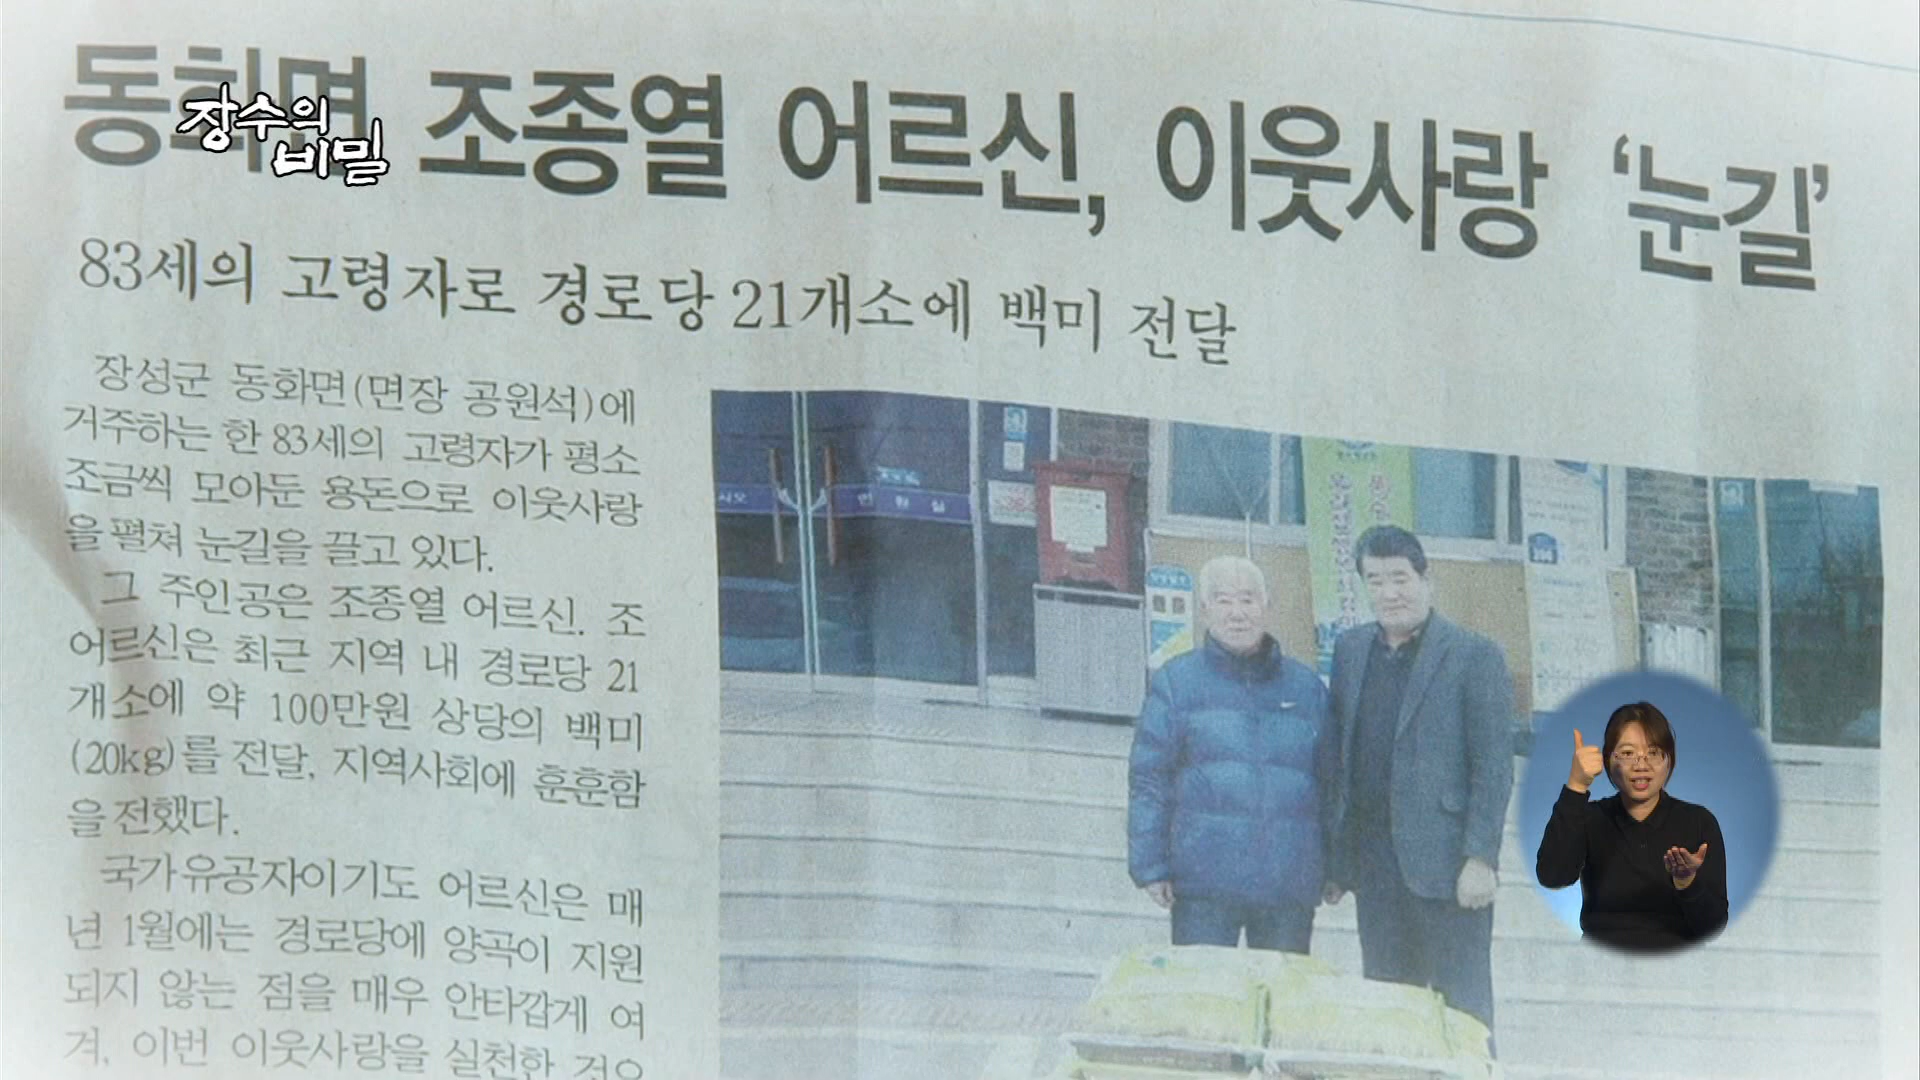 동화면 조종열 어르신, 이웃사랑 ‘눈길’
장수의
비밀
83세의 고령자로 경로당 21개소에 백미 전달
장성군 동화면(면장 공원석)에
거주하는 한 83세의 고령자가 평소
조금씩 모아둔 용돈으로 이웃사랑
을 펼쳐 눈길을 끌고 있다.
그 주인공은 조종열 어르신. 조
어르신은 최근 지역 내 경로당 21
개소에 약 100만원 상당의 백미
(20kg)를 전달, 지역사회에 훈훈함
을 전했다.
국가유공자이기도 어르신은 매
년 1월에는 경로당에 양곡이 지원
되지 않는 점을 매우 안타깝게 여
겨, 이번 이웃사랑을 실천한 것으
민원실